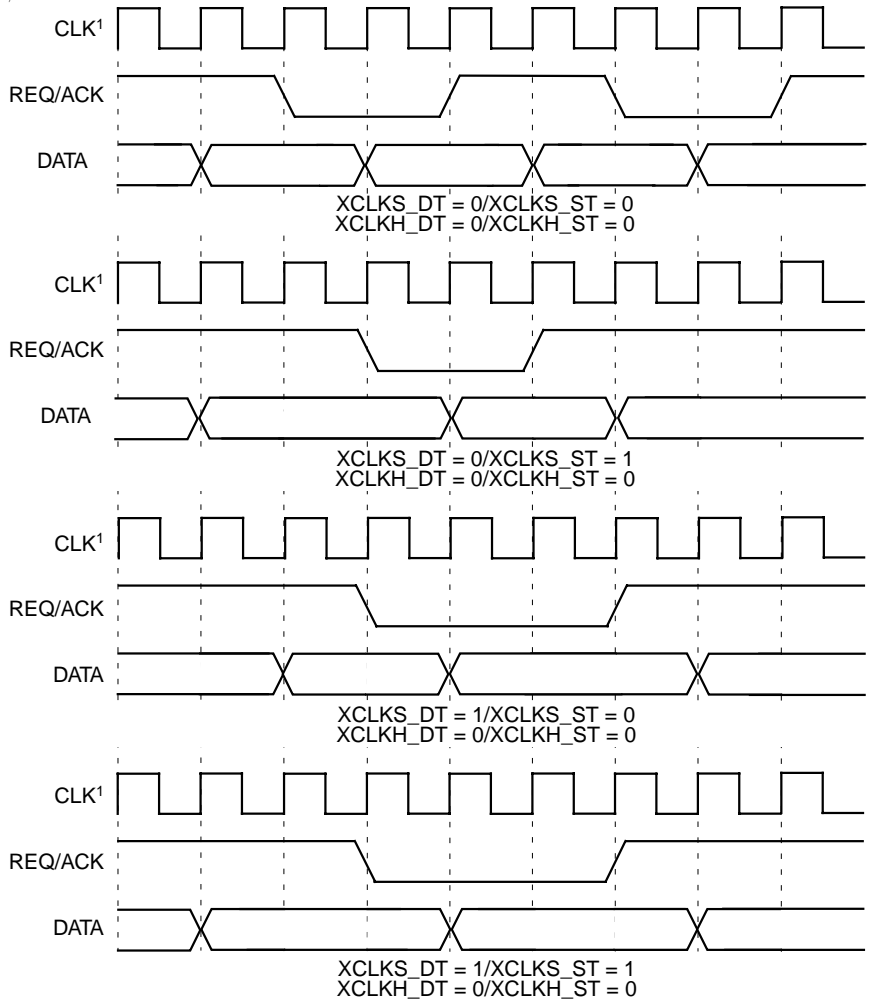 CLK1
REQ/ACK
DATA
XCLKS_DT = 0/XCLKS_ST = 0
XCLKH_DT = 0/XCLKH_ST = 0
CLK1
REQ/ACK
DATA
XCLKS_DT = 0/XCLKS_ST = 1
XCLKH_DT = 0/XCLKH_ST = 0
CLK1
REQ/ACK
DATA
XCLKS_DT = 1/XCLKS_ST = 0
XCLKH_DT = 0/XCLKH_ST = 0
CLK1
REQ/ACK
DATA
XCLKS_DT = 1/XCLKS_ST = 1
XCLKH_DT = 0/XCLKH_ST = 0